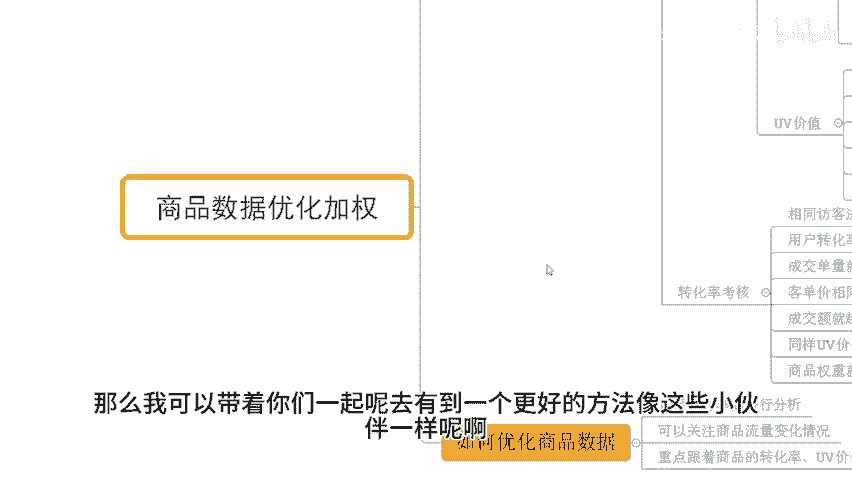 UV价值
商品数据优化加权
相同访客
用户转化率
成交单量
转化率考核
客单价相同
成交额就
同样UV价
商品权重
那么我可以带着你们一起呢去有到一个更好的方法像这些小伙
伴一样呢啊
行分析
如何优化商品数据
可以关注商品流量变化情况
重点跟着商品的转化率、UV价